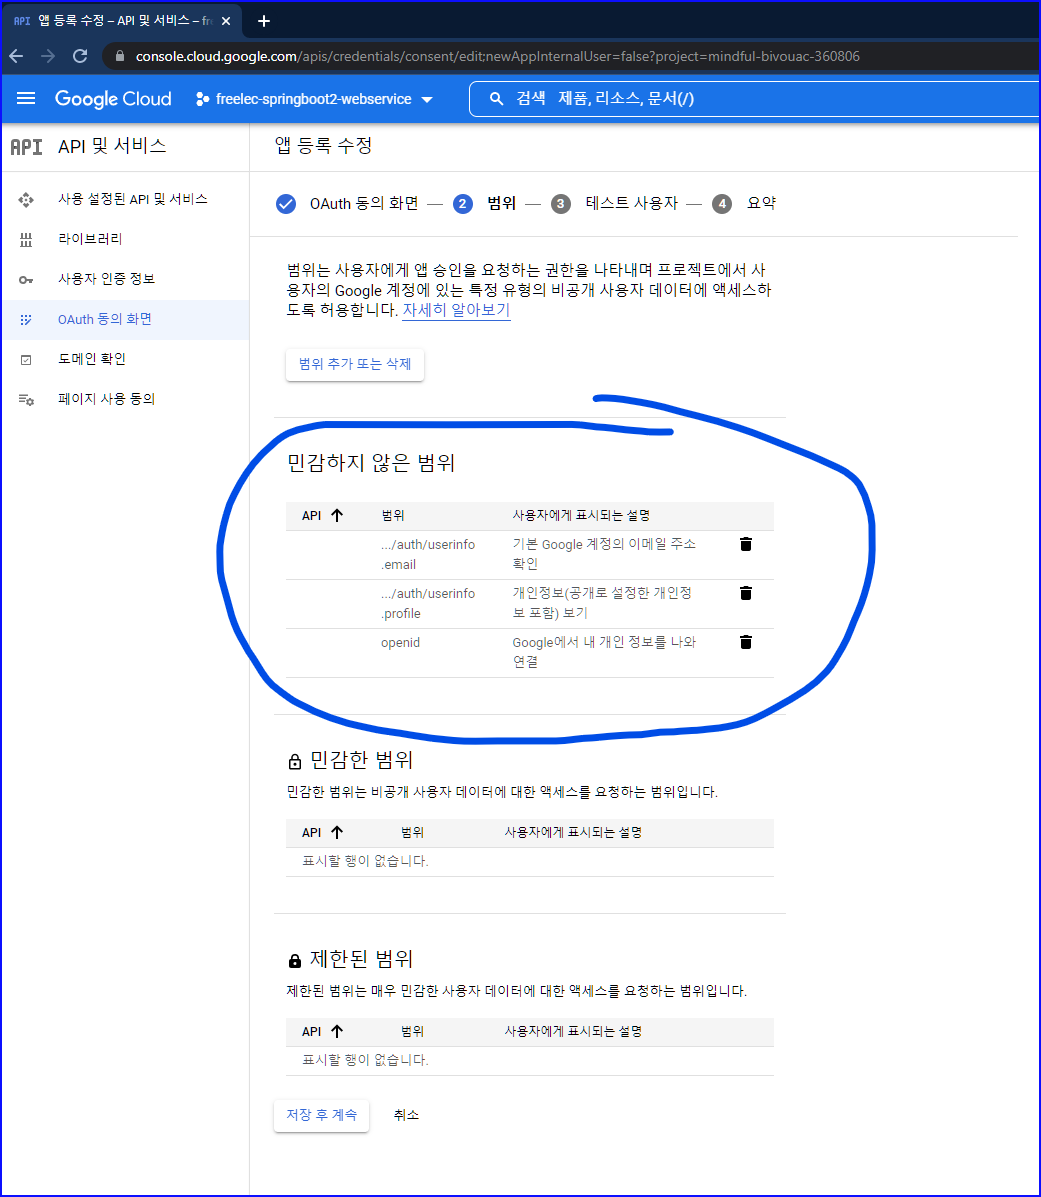 API 앱 등록 수정 – API 및 서비스 – fre
console.cloud.google.com/apis/credentials/consent/edit;newAppInternalUser=false?project=mindful-bivouac-360806
Google Cloud
freelec-springboot2-webservice
검색 제품, 리소스, 문서(/)
API API 및 서비스
사용 설정된 API 및 서비스
라이브러리
사용자 인증 정보
OAuth 동의 화면
도메인 확인
페이지 사용 동의
앱 등록 수정
OAuth 동의 화면 — 2 범위 — 3 테스트 사용자 — 4 요약
범위는 사용자에게 앱 승인을 요청하는 권한을 나타내며 프로젝트에서 사
용자의 Google 계정에 있는 특정 유형의 비공개 사용자 데이터에 액세스하
도록 허용합니다. 자세히 알아보기
범위 추가 또는 삭제
민감하지 않은 범위
API 범위 사용자에게 표시되는 설명
.../auth/userinfo
.email
기본 Google 계정의 이메일 주소
확인
.../auth/userinfo
.profile
개인정보(공개로 설정한 개인정
보 포함) 보기
openid
Google에서 내 개인 정보를 나와
연결
민감한 범위
민감한 범위는 비공개 사용자 데이터에 대한 액세스를 요청하는 범위입니다.
API 범위 사용자에게 표시되는 설명
표시할 행이 없습니다.
제한된 범위
제한된 범위는 매우 민감한 사용자 데이터에 대한 액세스를 요청하는 범위입니다.
API 범위 사용자에게 표시되는 설명
표시할 행이 없습니다.
저장 후 계속 취소